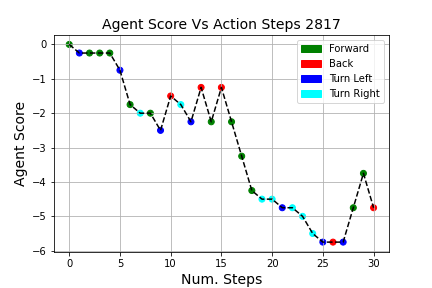 Agent Score Vs Action Steps 2817
Agent Score
0
−1
−2
−3
−4
−5
−6
Forward
Back
Turn Left
Turn Right
0 5 10 15 20 25 30
Num. Steps